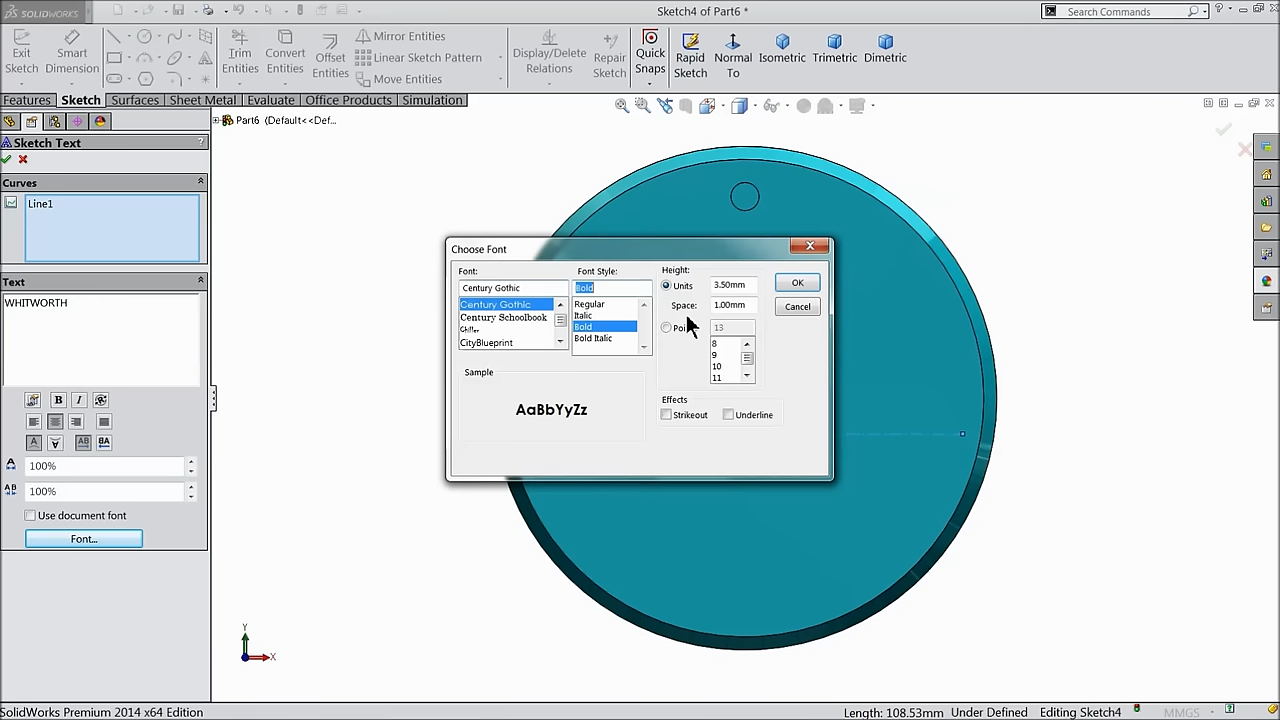 SOLIDWORKS
Sketch4 of Part6 *
Search Commands
Exit Sketch
Smart Dimension
Trim Entities
Convert Entities
Offset Entities
Mirror Entities
Linear Sketch Pattern
Move Entities
Display/Delete Relations
Repair Sketch
Quick Snaps
Rapid Sketch
Normal To
Isometric
Trimetric
Dimetric
Features
Sketch
Surfaces
Sheet Metal
Evaluate
Office Products
Simulation
Part6 (Default<<Def...
Sketch Text
?
Curves
Line1
Text
WHITWORTH
B
I
A
AB
BA
100%
100%
Use document font
Font...
Choose Font
Font:
Century Gothic
Century Gothic
Century Schoolbook
Chiller
CityBlueprint
Font Style:
Bold
Regular
Italic
Bold
Bold Italic
Height:
Units
3.50mm
Space:
1.00mm
13
8
9
10
11
OK
Cancel
Sample
AaBbYyZz
Effects
Strikeout
Underline
Y
X
SolidWorks Premium 2014 x64 Edition
Length: 108.53mm
Under Defined
Editing Sketch4
MMGS